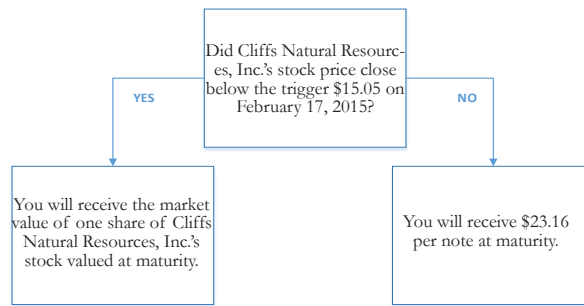 Did Cliffs Natural Resourc-
es, Inc.'s stock price close
below the trigger $15.05 on
February 17, 2015?
YES
NO
You will receive the market
value of one share of Cliffs
Natural Resources, Inc.'s
stock valued at maturity.
You will receive $23.16
per note at maturity.